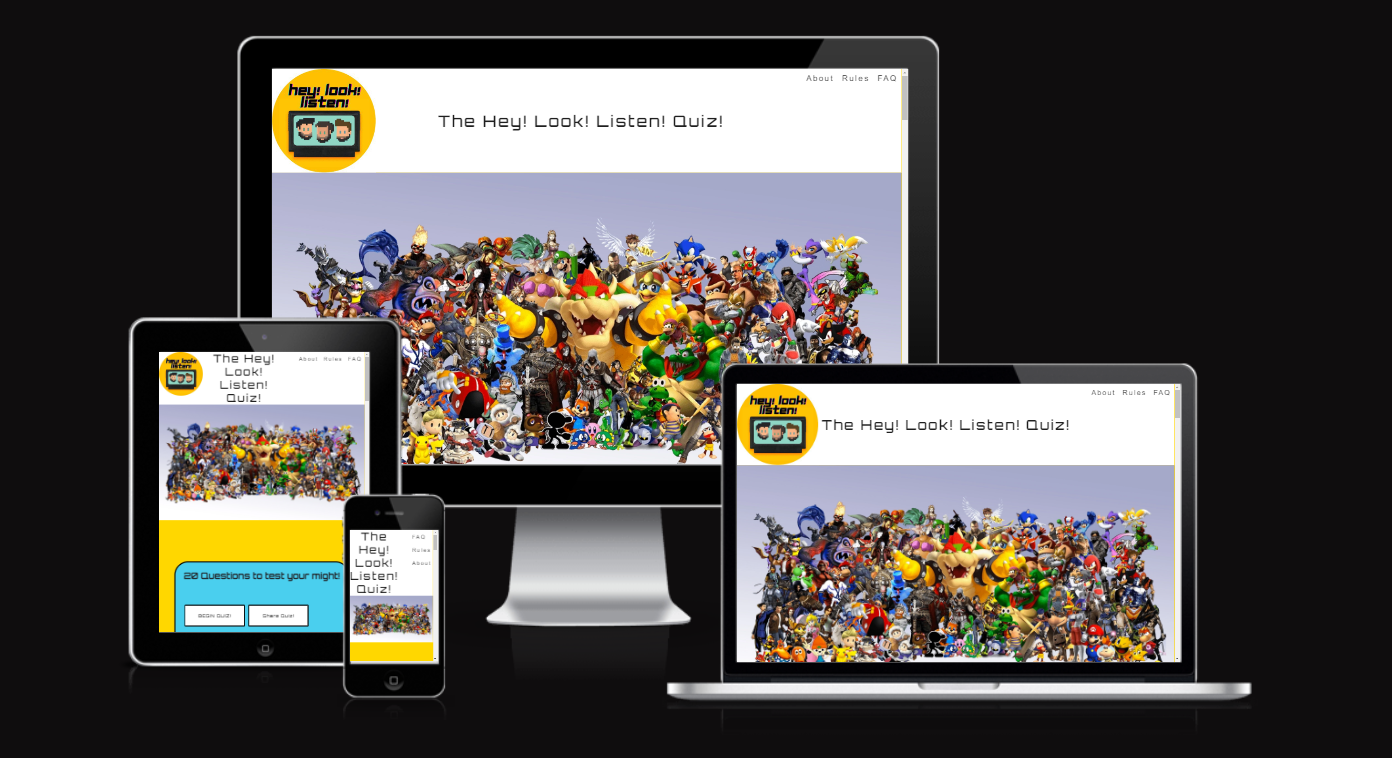 About Rules FAQ
hey! look!
listen!
The Hey! Look! Listen! Quiz!
hey! look!
listen!
The Hey!
Look!
Listen!
Quiz!
About Rules FAQ
20 Questions to test your might!
BEGIN QUIZ! Share Quiz!
The
Hey!
Look!
Listen!
Quiz!
FAQ
Rules
About
About Rules FAQ
hey! look!
listen!
The Hey! Look! Listen! Quiz!